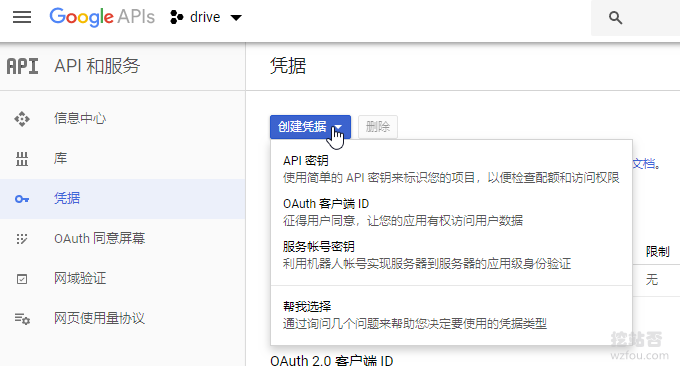 Google APIs drive
API API 和服务
凭据
信息中心
库
凭据
OAuth 同意屏幕
网域验证
网页使用量协议
创建凭据
删除
API 密钥
使用简单的 API 密钥来标识您的项目，以便检查配额和访问权限
OAuth 客户端 ID
征得用户同意，让您的应用有权访问用户数据
服务帐号密钥
利用机器人帐号实现服务器到服务器的应用级身份验证
帮我选择
通过询问几个问题来帮助您决定要使用的凭据类型
文档。
限制
无
OAuth 2.0 客户端 ID
挖站否
wzfou.com